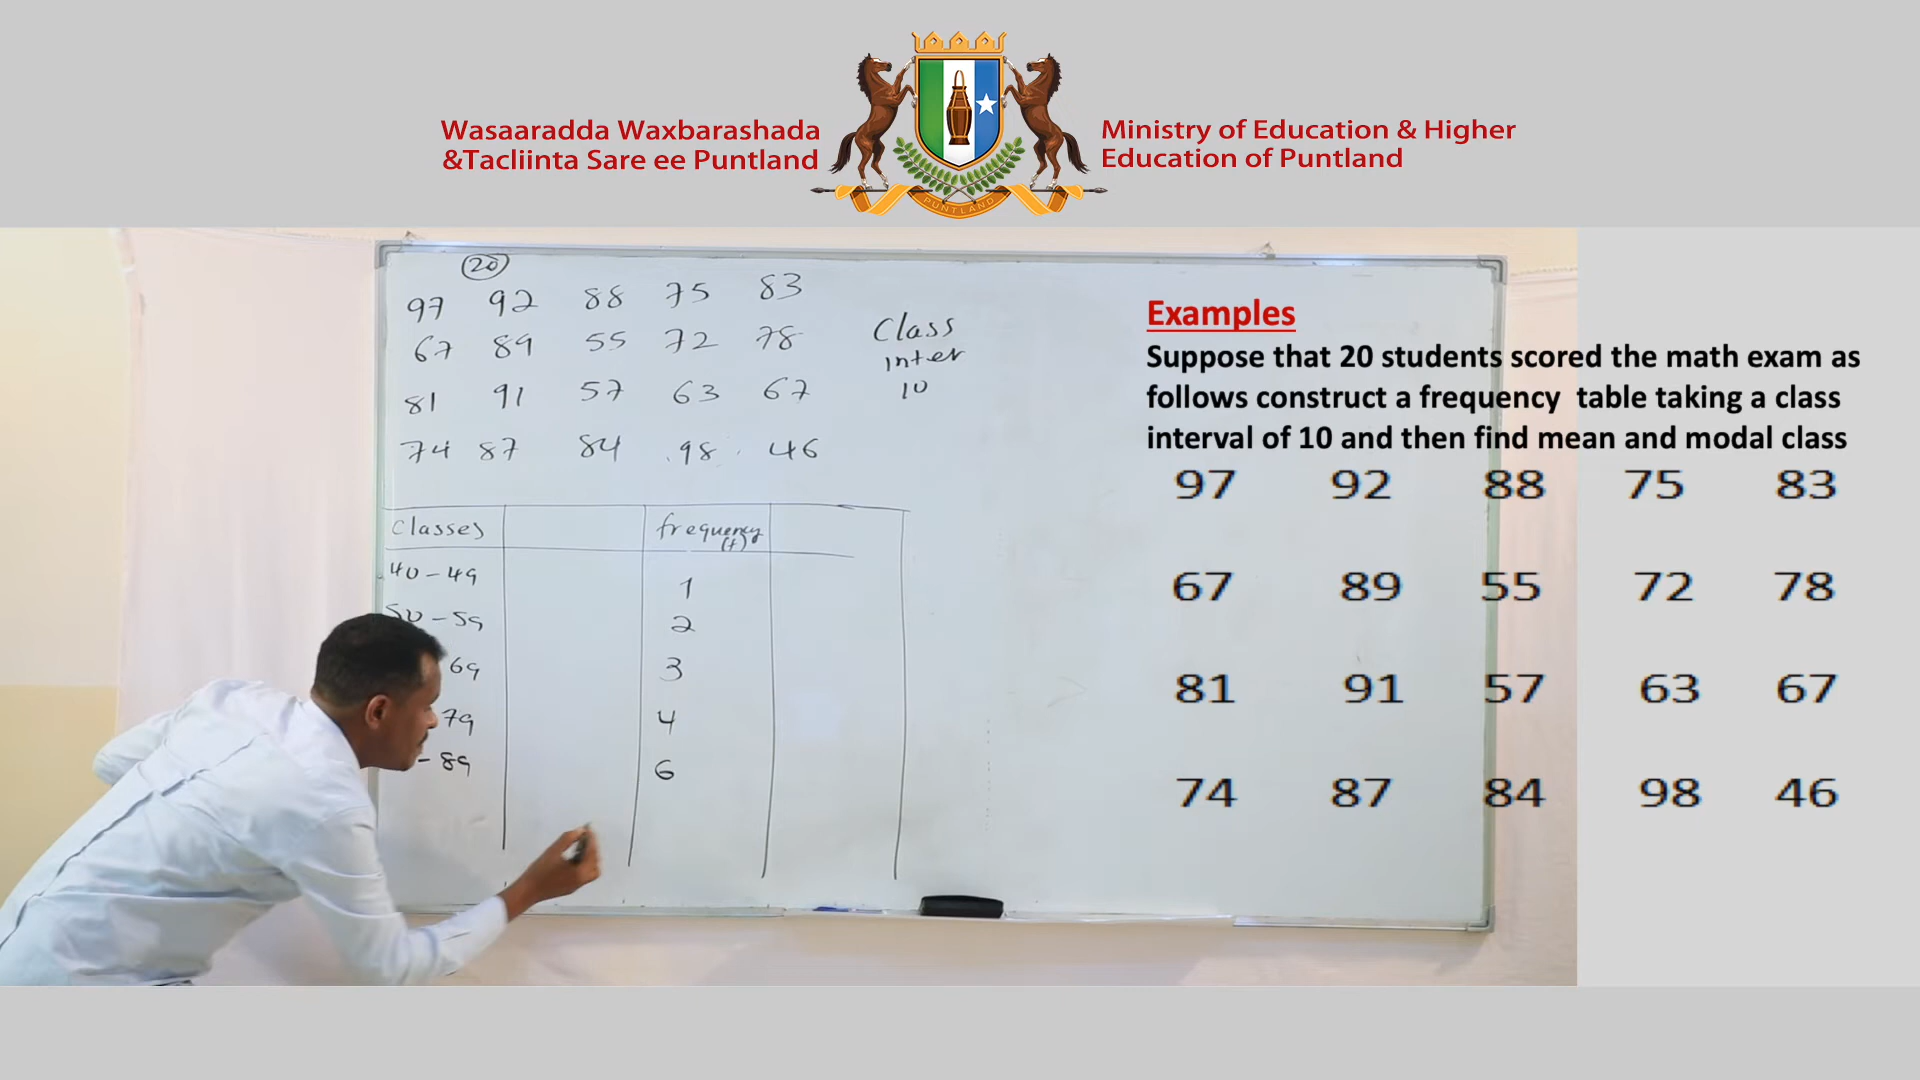 Wasaaradda Waxbarashada
&Tacliinta Sare ee Puntland
PUNTLAND
Ministry of Education & Higher
Education of Puntland
20
97 92 88 75 83
67 89 55 72 78
81 91 57 63 67
74 87 84 98 46
Class
inter
10
Classes frequency
(f)
40-49 1
50-59 2
69 3
79 4
-89 6
Examples
Suppose that 20 students scored the math exam as
follows construct a frequency table taking a class
interval of 10 and then find mean and modal class
97 92 88 75 83
67 89 55 72 78
81 91 57 63 67
74 87 84 98 46